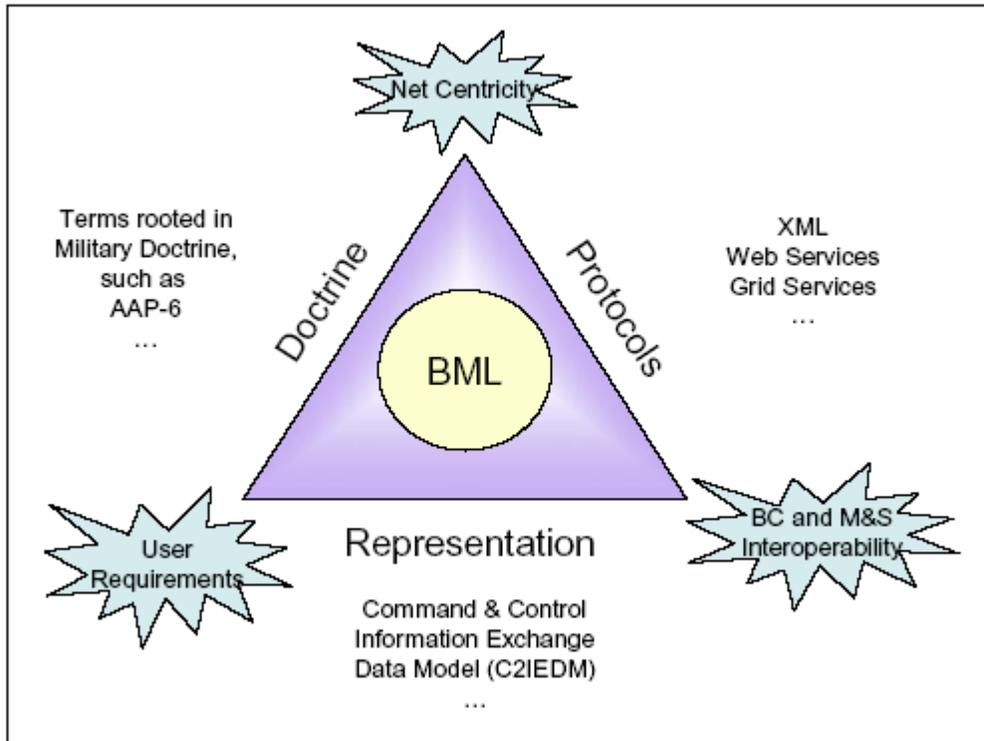 Net Centricity
Terms rooted in
Military Doctrine,
such as
AAP-6
...
Doctrine
Protocols
XML
Web Services
Grid Services
...
BML
User
Requirements
Representation
BC and M&S
Interoperability
Command & Control
Information Exchange
Data Model (C2IEDM)
...